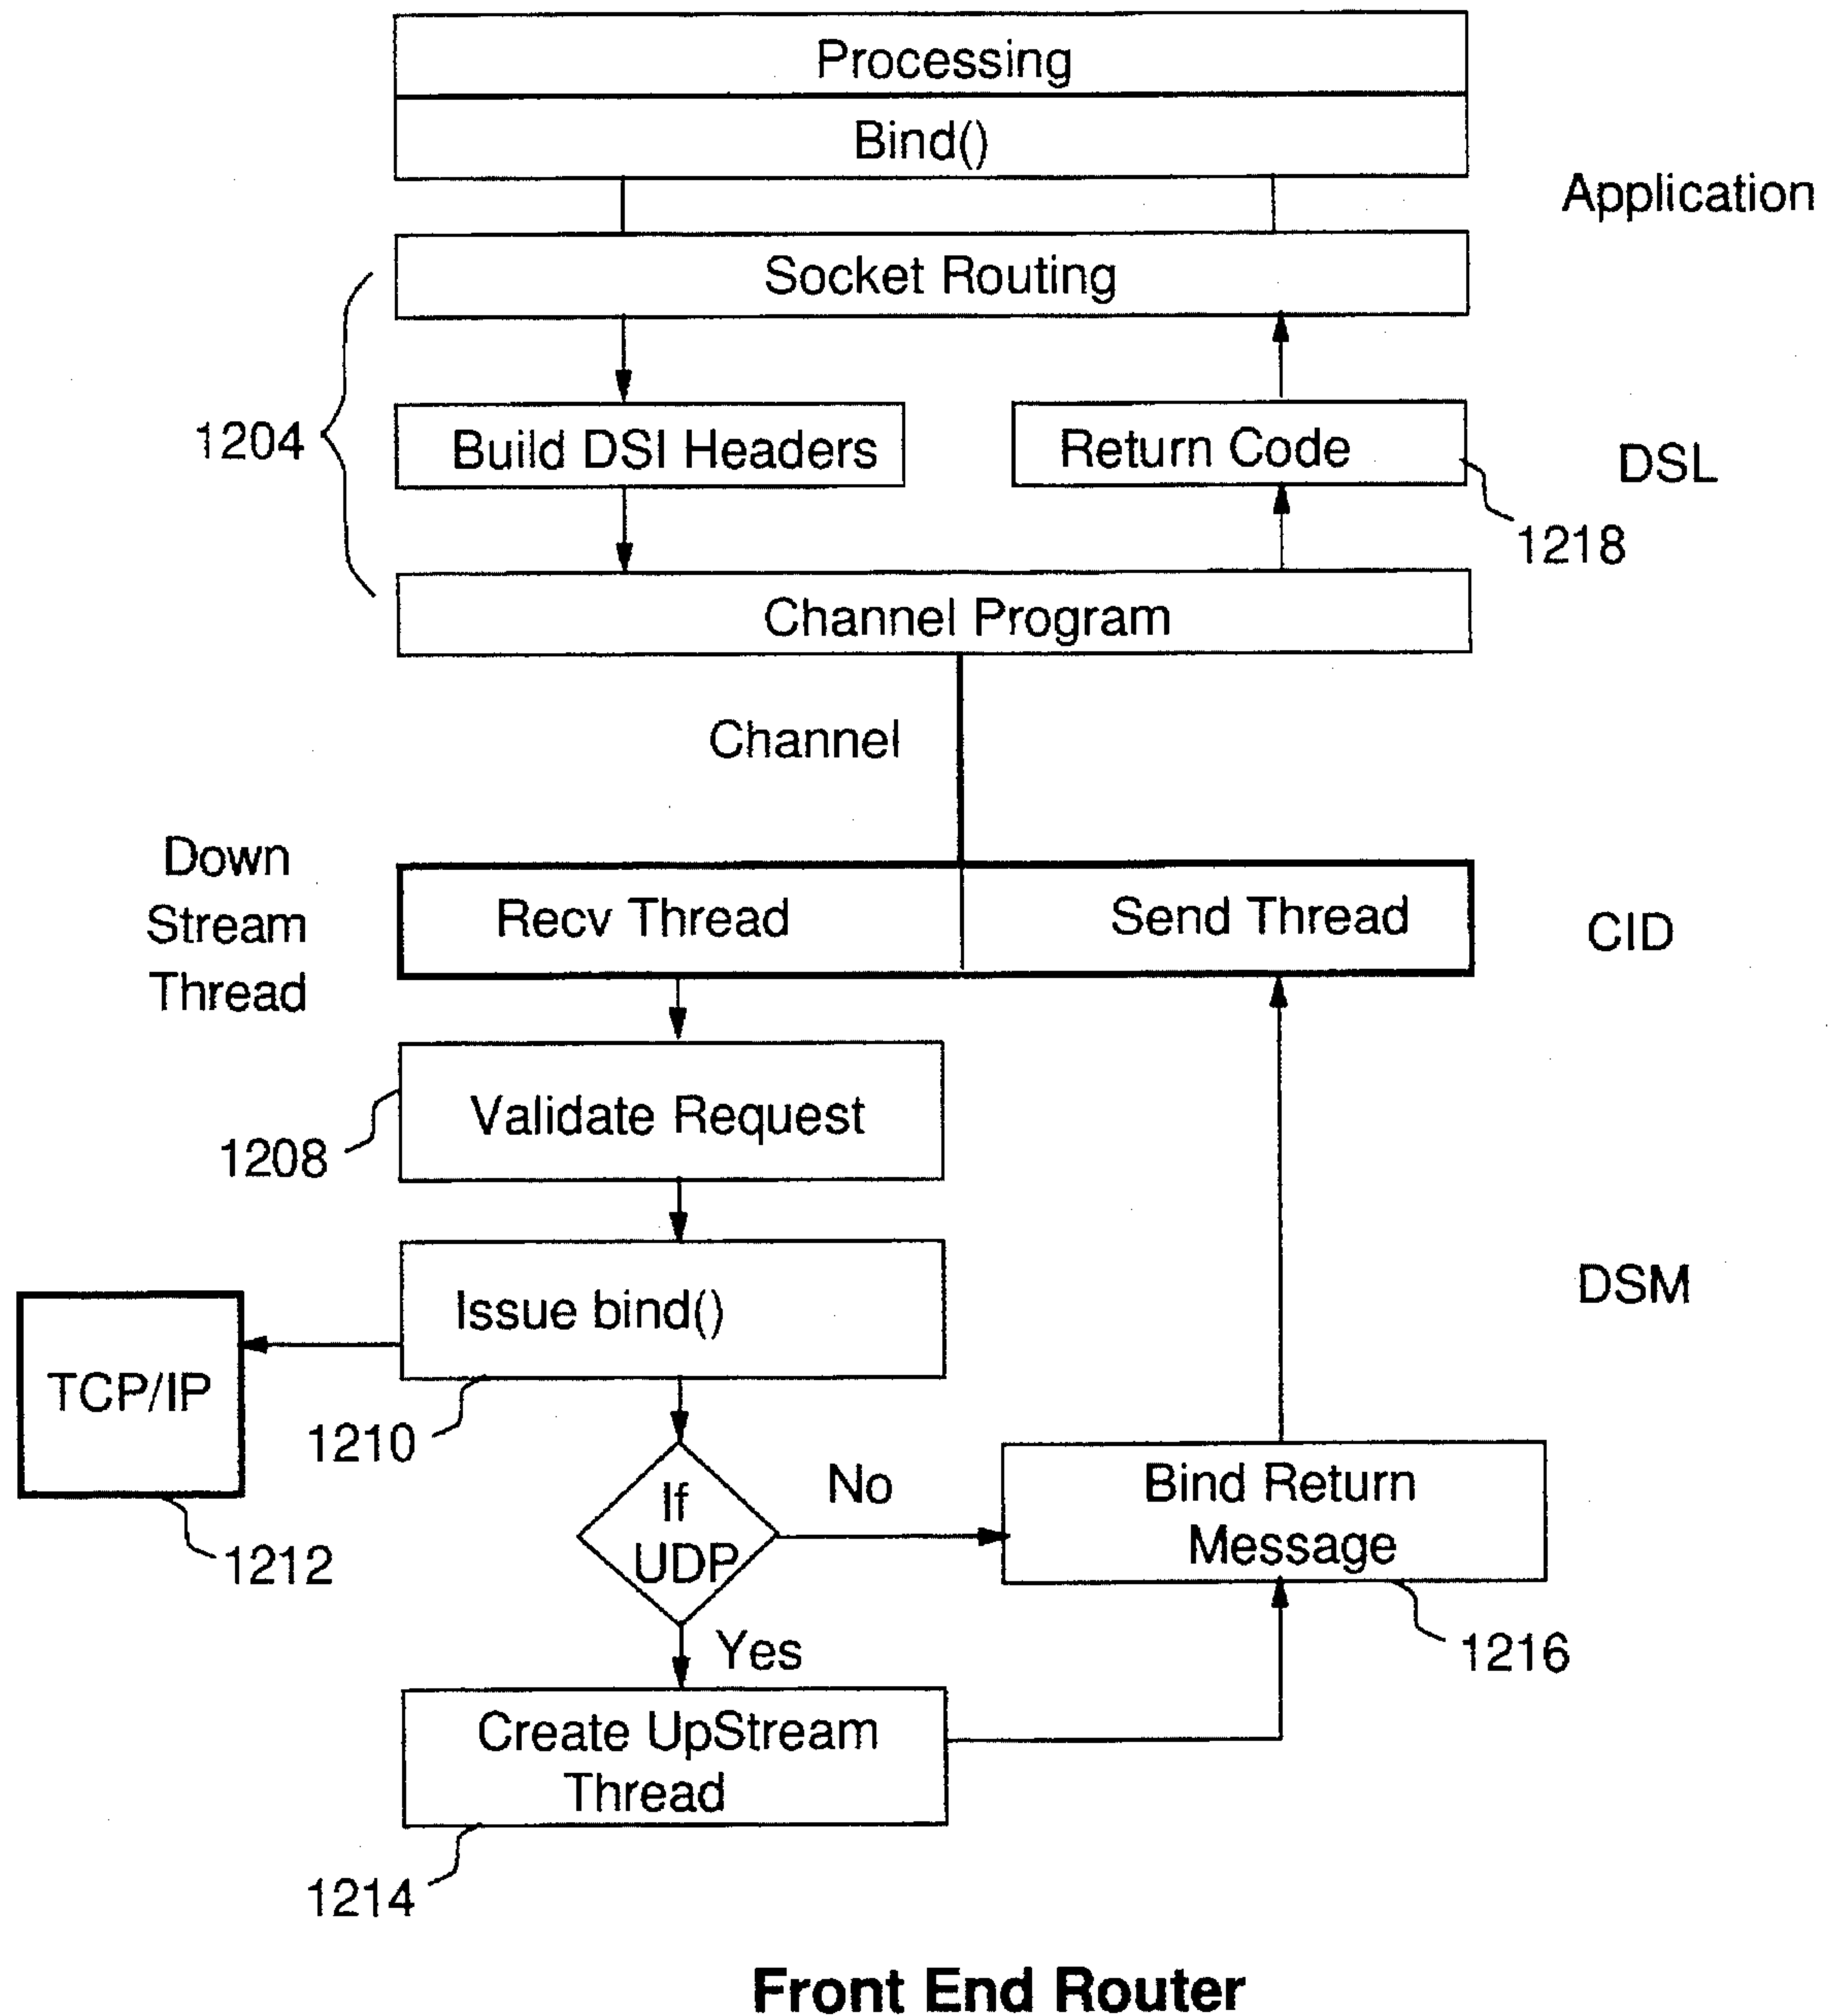 Processing
Bind()
Application
Socket Routing
1204
Build DSI Headers
Return Code
DSL
1218
Channel Program
Channel
Down
Stream
Thread
Recv Thread
Send Thread
CID
Validate Request
1208
Issue bind()
DSM
TCP/IP
1210
1212
If
UDP
No
Bind Return
Message
1216
Yes
Create UpStream
Thread
1214
Front End Router